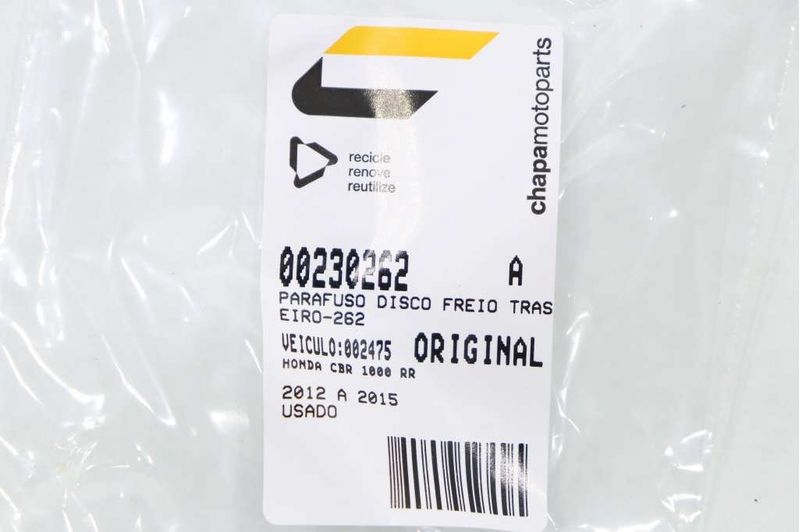 chapamotoparts
recicle
renove
reutilize
00230262 A
PARAFUSO DISCO FREIO TRAS
EIRO-262
VEICULO:002475 ORIGINAL
HONDA CBR 1000 RR
2012 A 2015
USADO